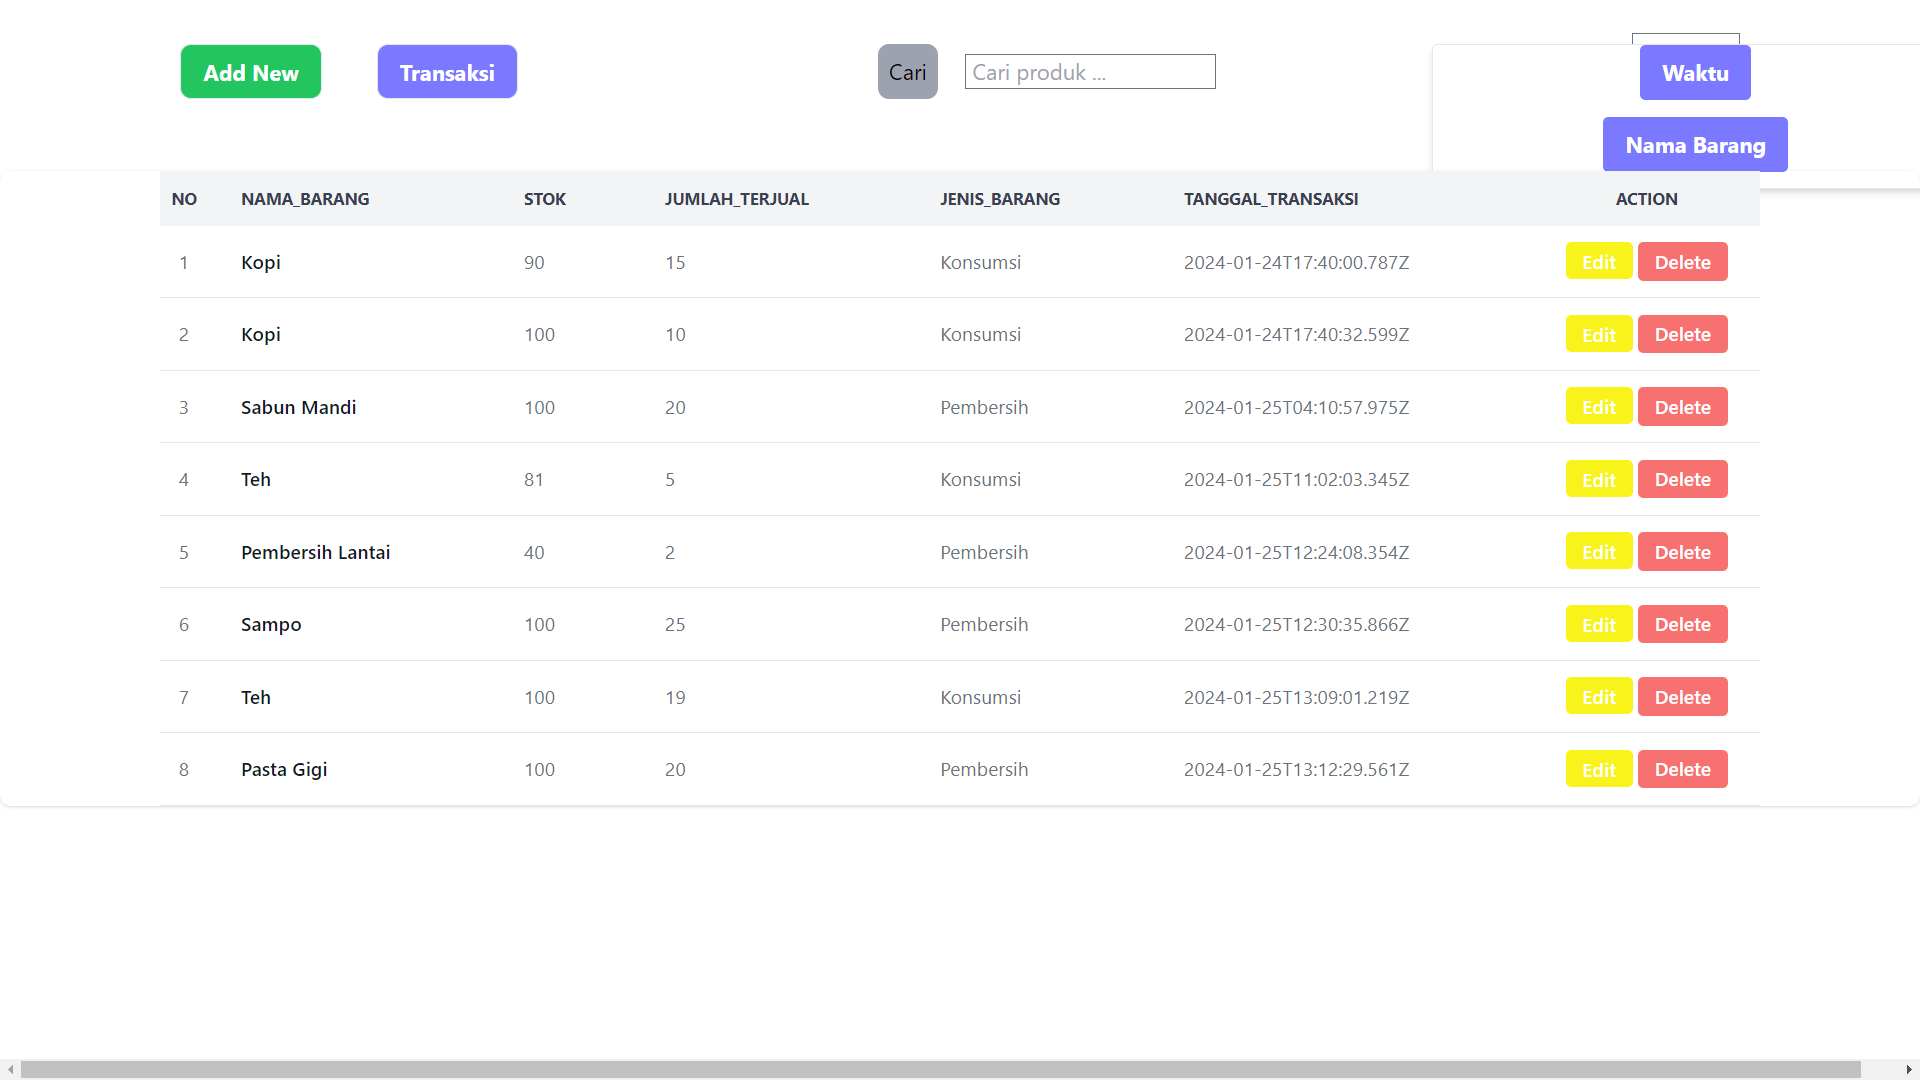 Add New Transaksi Cari Cari produk ... Waktu
Nama Barang
NO NAMA_BARANG STOK JUMLAH_TERJUAL JENIS_BARANG TANGGAL_TRANSAKSI ACTION
1 Kopi 90 15 Konsumsi 2024-01-24T17:40:00.787Z Edit Delete
2 Kopi 100 10 Konsumsi 2024-01-24T17:40:32.599Z Edit Delete
3 Sabun Mandi 100 20 Pembersih 2024-01-25T04:10:57.975Z Edit Delete
4 Teh 81 5 Konsumsi 2024-01-25T11:02:03.345Z Edit Delete
5 Pembersih Lantai 40 2 Pembersih 2024-01-25T12:24:08.354Z Edit Delete
6 Sampo 100 25 Pembersih 2024-01-25T12:30:35.866Z Edit Delete
7 Teh 100 19 Konsumsi 2024-01-25T13:09:01.219Z Edit Delete
8 Pasta Gigi 100 20 Pembersih 2024-01-25T13:12:29.561Z Edit Delete